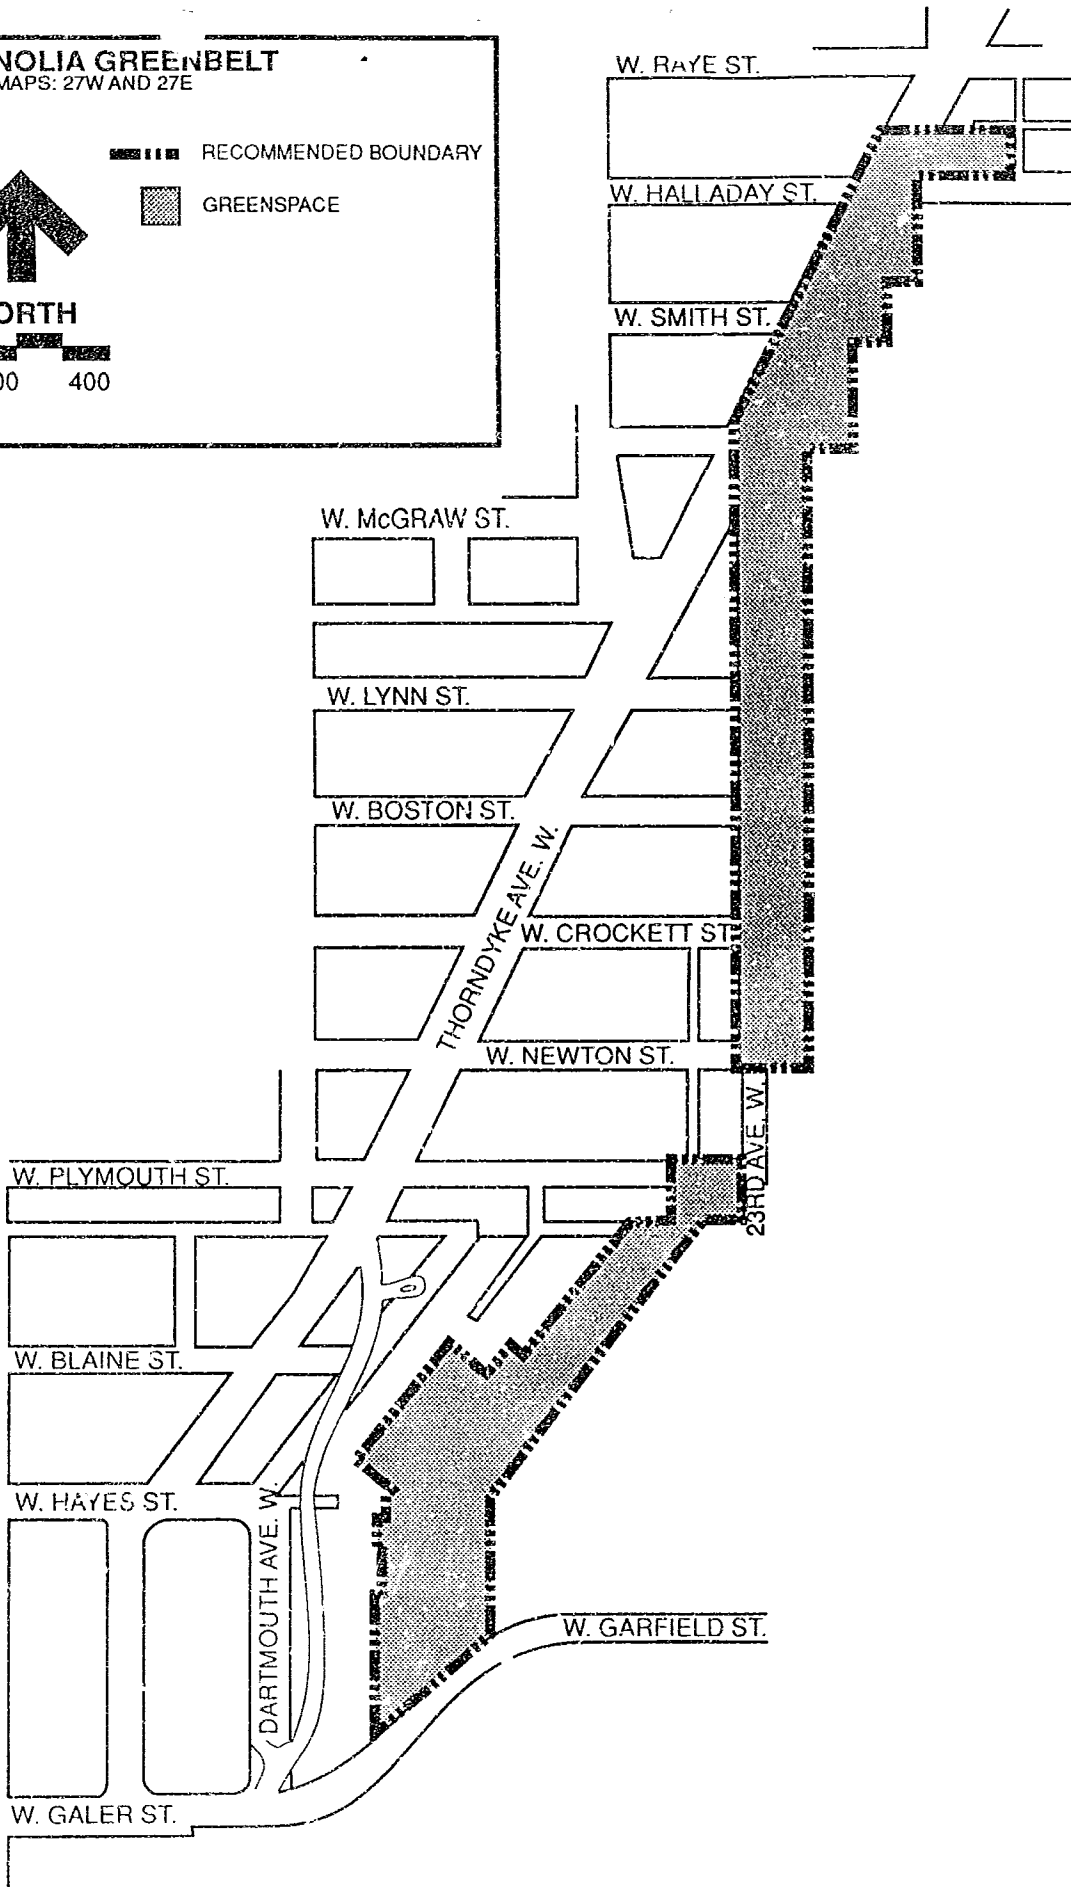 NOLIA GREENBELT
MAPS: 27W AND 27E
RECOMMENDED BOUNDARY
GREENSPACE
ORTH
00 400
W. RAYE ST.
W. HALLADAY ST.
W. SMITH ST.
W. McGRAW ST.
W. LYNN ST.
W. BOSTON ST.
THORNDYKE AVE. W.
W. CROCKETT ST
W. NEWTON ST.
23RD AVE. W.
W. PLYMOUTH ST.
W. BLAINE ST.
W. HAYES ST.
DARTMOUTH AVE. W.
W. GARFIELD ST.
W. GALER ST.